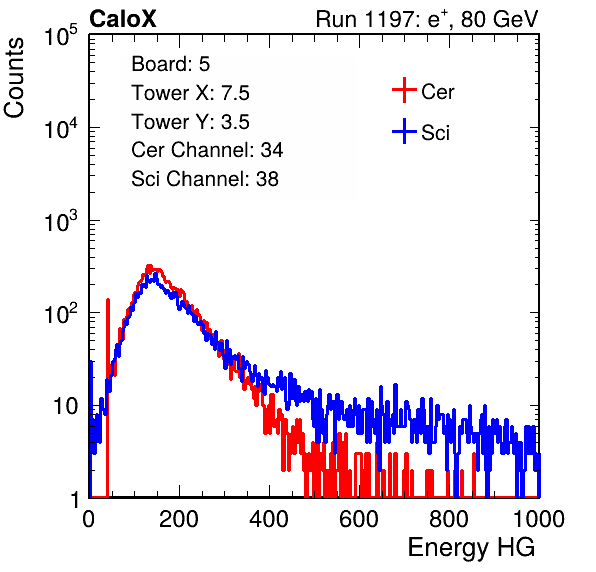 CaloX Run 1197: e⁺, 80 GeV
Counts
Board: 5
Tower X: 7.5
Tower Y: 3.5
Cer Channel: 34
Sci Channel: 38
Cer
Sci
10⁵
10⁴
10³
10²
10
1
0 200 400 600 800 1000
Energy HG